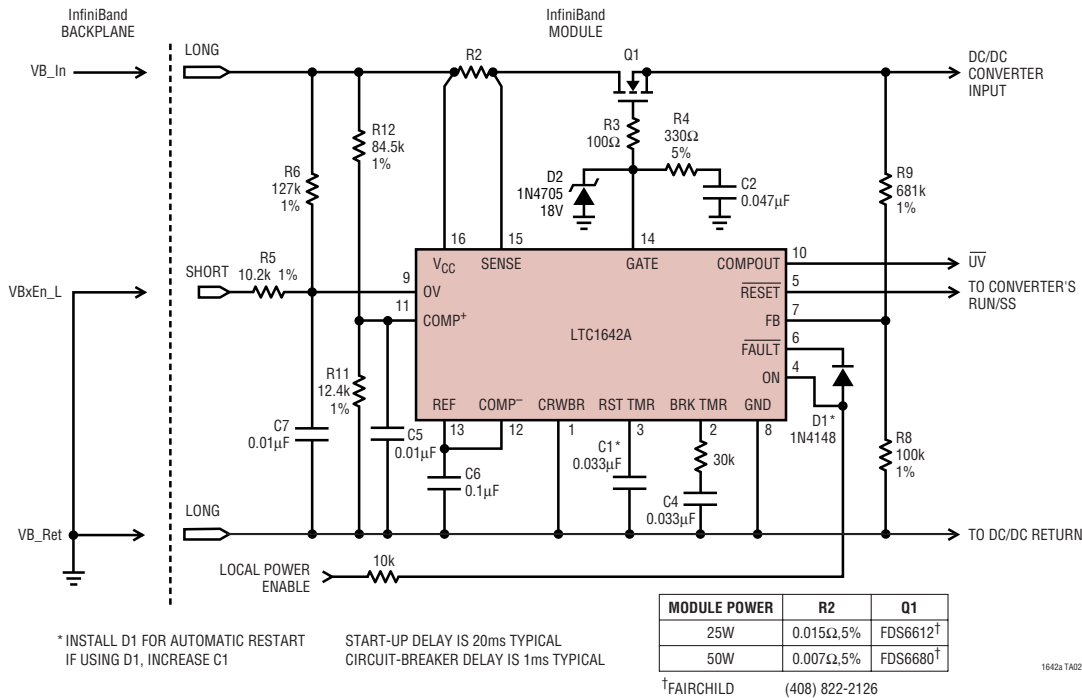 InfiniBand
BACKPLANE
InfiniBand
MODULE
LONG
R2
Q1
VB_In
DC/DC
CONVERTER
INPUT
R12
84.5k
1%
R3
100Ω
R4
330Ω
5%
R6
127k
1%
D2
1N4705
18V
C2
0.047µF
R9
681k
1%
16
15
14
VCC
SENSE
GATE
COMPOUT
10
UV
R5
10.2k 1%
SHORT
VBxEn_L
9
OV
RESET
5
TO CONVERTER'S
RUN/SS
11
COMP+
FB
7
LTC1642A
FAULT
6
ON
4
R11
12.4k
1%
REF
COMP–
CRWBR
RST TMR
BRK TMR
GND
13
12
1
3
2
8
D1*
1N4148
C7
0.01µF
C5
0.01µF
C6
0.1µF
C1*
0.033µF
30k
C4
0.033µF
R8
100k
1%
LONG
VB_Ret
TO DC/DC RETURN
LOCAL POWER
ENABLE
10k
MODULE POWER R2 Q1
25W 0.015Ω,5% FDS6612†
50W 0.007Ω,5% FDS6680†
†FAIRCHILD (408) 822-2126
* INSTALL D1 FOR AUTOMATIC RESTART
IF USING D1, INCREASE C1
START-UP DELAY IS 20ms TYPICAL
CIRCUIT-BREAKER DELAY IS 1ms TYPICAL
1642a TA02